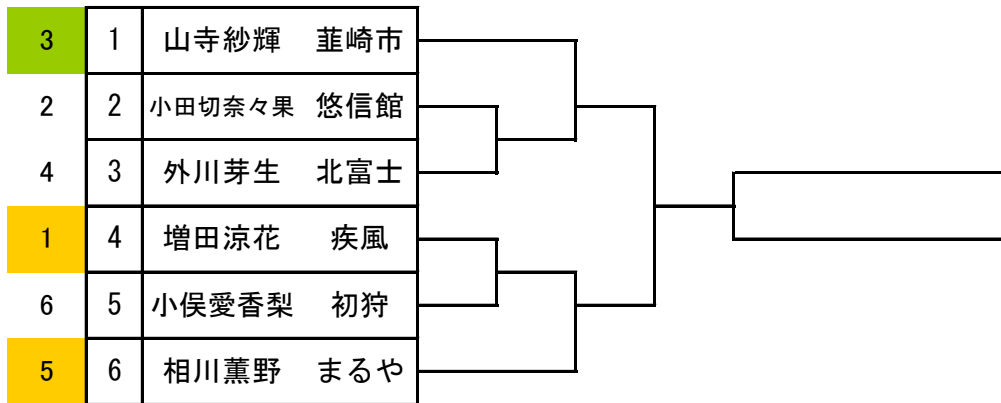 3 1 山寺紗輝 韮崎市
2 2 小田切奈々果 悠信館
4 3 外川芽生 北富士
1 4 増田涼花 疾風
6 5 小俣愛香梨 初狩
5 6 相川薫野 まるや